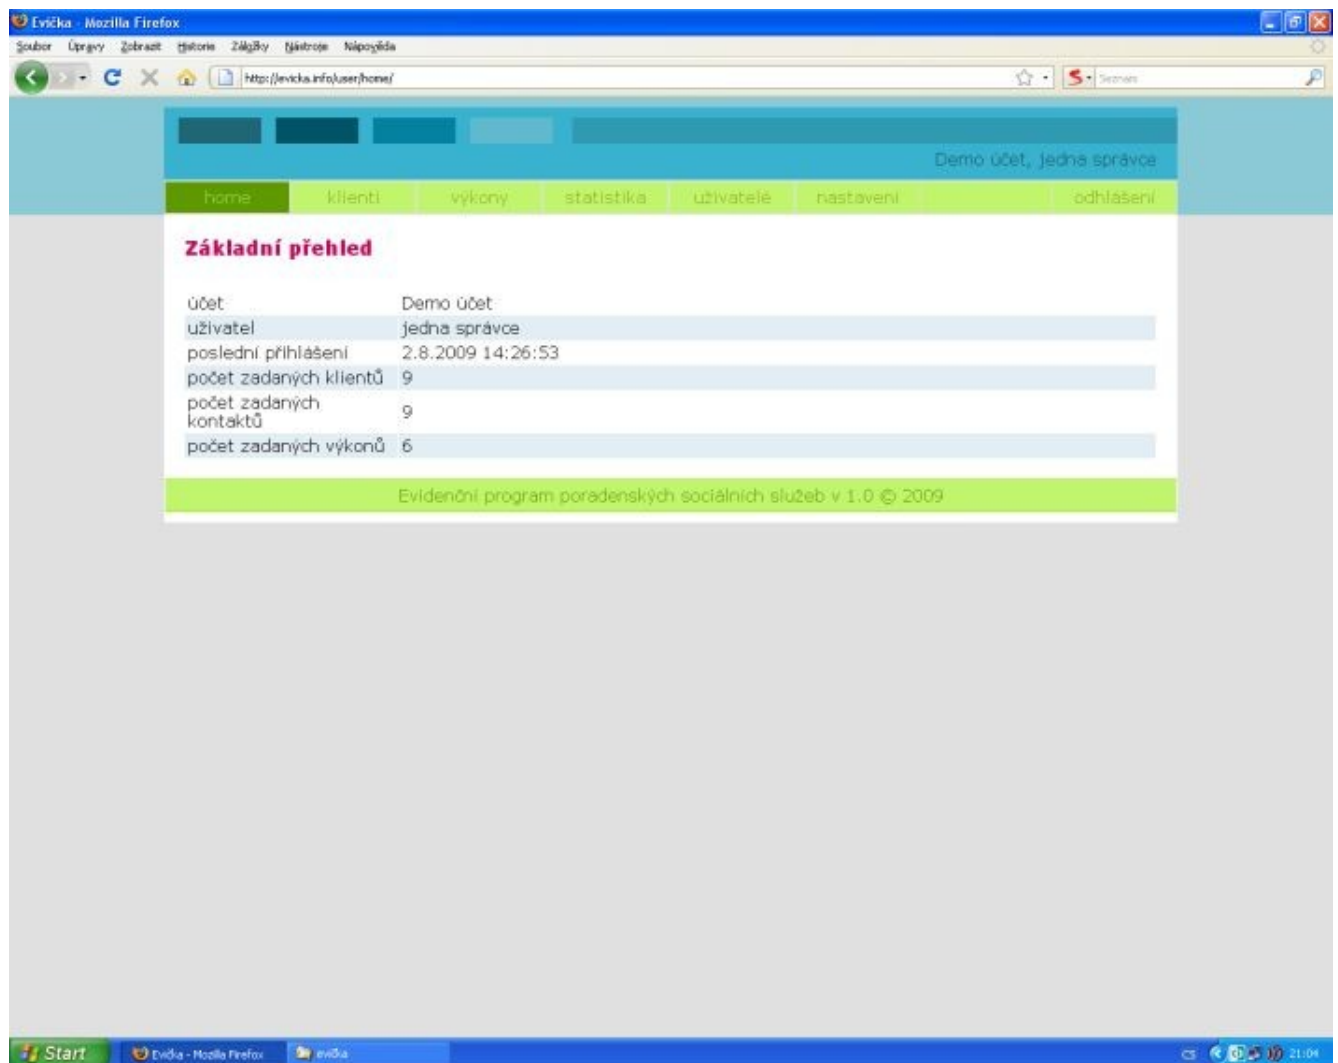 Evička - Mozilla Firefox
Soubor Úpravy Zobrazit Historie Záložky Nástroje Nápověda
http://evicka.info/user/home/ S Seznam
Demo účet, jedna správce
home klienti výkony statistika uživatelé nastavení odhlášení
Základní přehled
účet Demo účet
uživatel jedna správce
poslední přihlášení 2.8.2009 14:26:53
počet zadaných klientů 9
počet zadaných
kontaktů 9
počet zadaných výkonů 6
Evidenční program poradenských sociálních služeb v 1.0 © 2009
Start Evička - Mozilla Firefox evička CS 21:04